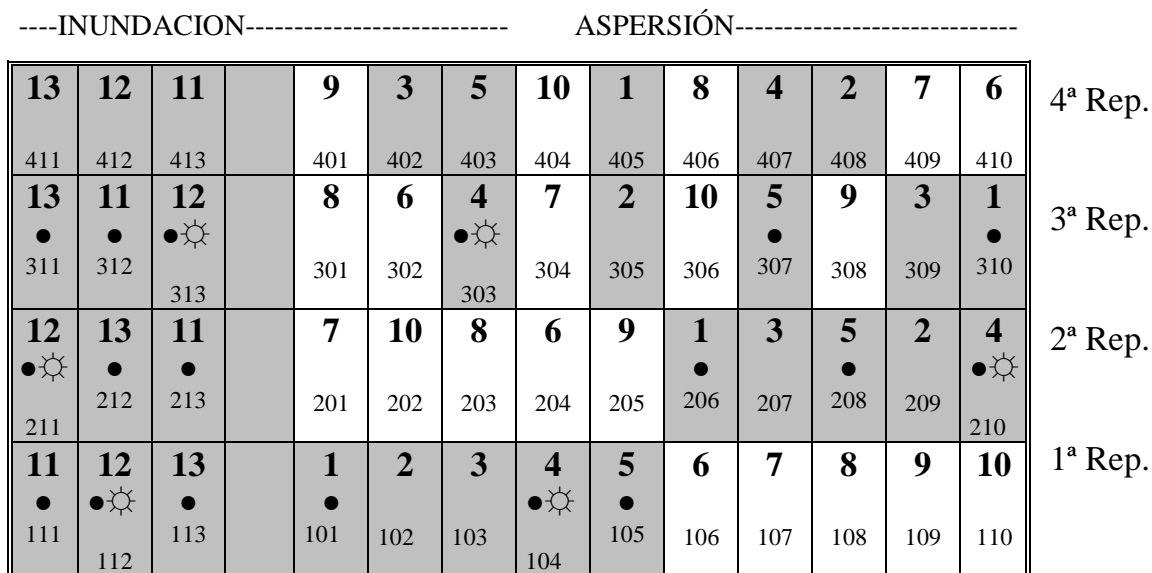 ----INUNDACION--------------------------- ASPERSIÓN-----------------------------
13 12 11 9 3 5 10 1 8 4 2 7 6 4ª Rep.
411 412 413 401 402 403 404 405 406 407 408 409 410
13 11 12 8 6 4 7 2 10 5 9 3 1 3ª Rep.
● ● ●☼ ●☼ ● ●
311 312 313 301 302 303 304 305 306 307 308 309 310
12 13 11 7 10 8 6 9 1 3 5 2 4 2ª Rep.
●☼ ● ● ● ● ●☼
211 212 213 201 202 203 204 205 206 207 208 209 210
11 12 13 1 2 3 4 5 6 7 8 9 10 1ª Rep.
● ●☼ ● ● ●☼ ●
111 112 113 101 102 103 104 105 106 107 108 109 110